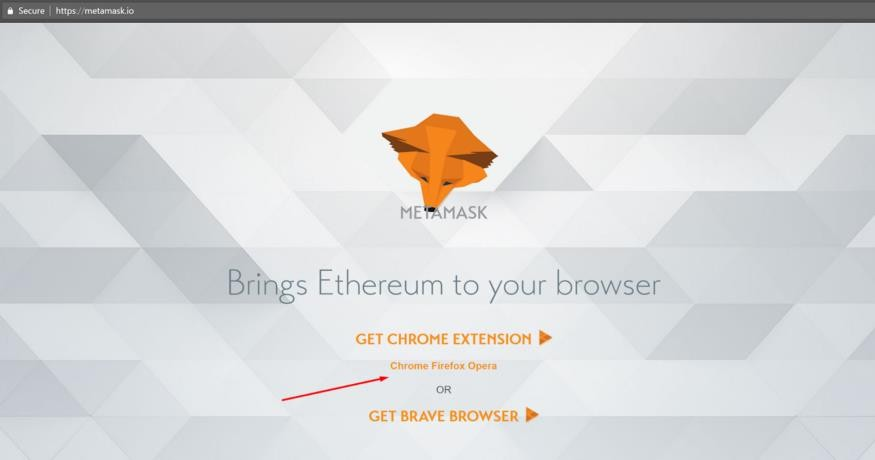 Secure | https://metamask.io
METAMASK
Brings Ethereum to your browser
GET CHROME EXTENSION
Chrome Firefox Opera
OR
GET BRAVE BROWSER